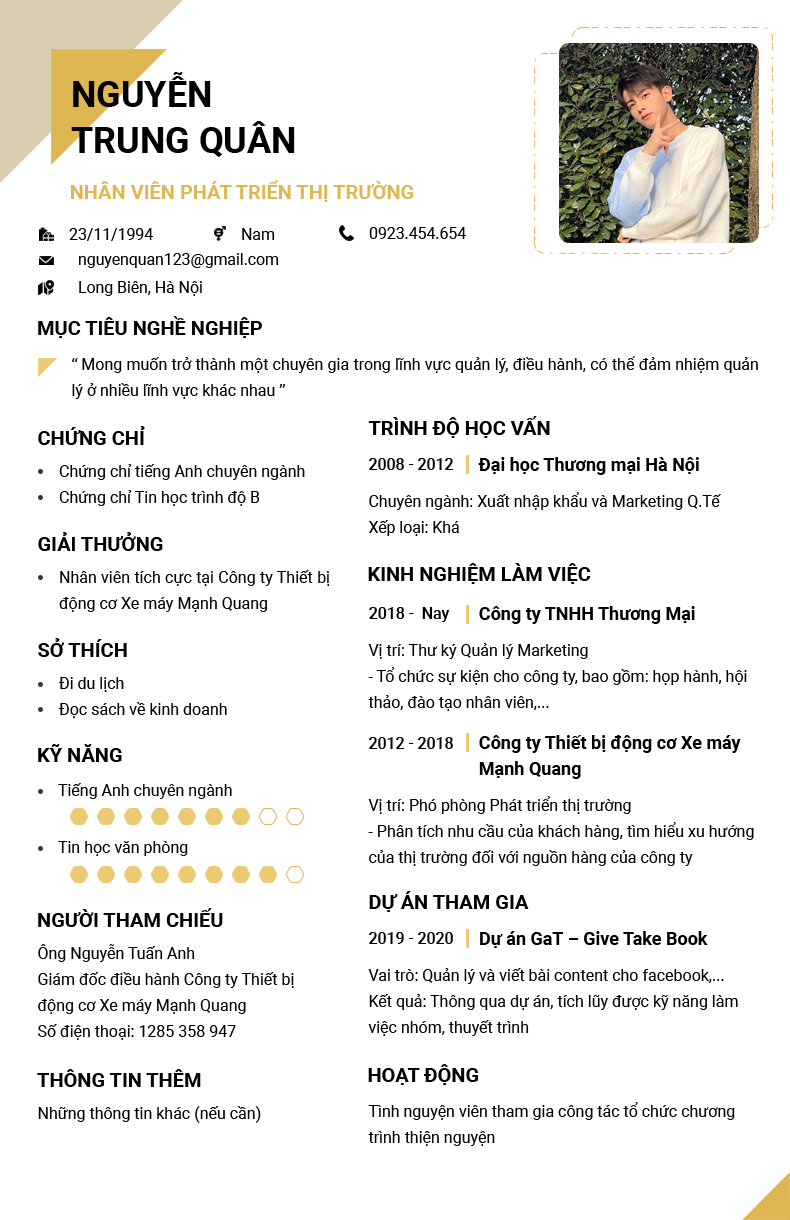 NGUYỄN
TRUNG QUÂN
NHÂN VIÊN PHÁT TRIỂN THỊ TRƯỜNG
23/11/1994 Nam 0923.454.654
nguyenquan123@gmail.com
Long Biên, Hà Nội
MỤC TIÊU NGHỀ NGHIỆP
“ Mong muốn trở thành một chuyên gia trong lĩnh vực quản lý, điều hành, có thể đảm nhiệm quản
lý ở nhiều lĩnh vực khác nhau ”
CHỨNG CHỈ
• Chứng chỉ tiếng Anh chuyên ngành
• Chứng chỉ Tin học trình độ B
GIẢI THƯỞNG
• Nhân viên tích cực tại Công ty Thiết bị
động cơ Xe máy Mạnh Quang
SỞ THÍCH
• Đi du lịch
• Đọc sách về kinh doanh
KỸ NĂNG
• Tiếng Anh chuyên ngành
• Tin học văn phòng
NGƯỜI THAM CHIẾU
Ông Nguyễn Tuấn Anh
Giám đốc điều hành Công ty Thiết bị
động cơ Xe máy Mạnh Quang
Số điện thoại: 1285 358 947
THÔNG TIN THÊM
Những thông tin khác (nếu cần)
TRÌNH ĐỘ HỌC VẤN
2008 - 2012 Đại học Thương mại Hà Nội
Chuyên ngành: Xuất nhập khẩu và Marketing Q.Tế
Xếp loại: Khá
KINH NGHIỆM LÀM VIỆC
2018 - Nay Công ty TNHH Thương Mại
Vị trí: Thư ký Quản lý Marketing
- Tổ chức sự kiện cho công ty, bao gồm: họp hành, hội
thảo, đào tạo nhân viên,...
2012 - 2018 Công ty Thiết bị động cơ Xe máy
Mạnh Quang
Vị trí: Phó phòng Phát triển thị trường
- Phân tích nhu cầu của khách hàng, tìm hiểu xu hướng
của thị trường đối với nguồn hàng của công ty
DỰ ÁN THAM GIA
2019 - 2020 Dự án GaT – Give Take Book
Vai trò: Quản lý và viết bài content cho facebook,...
Kết quả: Thông qua dự án, tích lũy được kỹ năng làm
việc nhóm, thuyết trình
HOẠT ĐỘNG
Tình nguyện viên tham gia công tác tổ chức chương
trình thiện nguyện